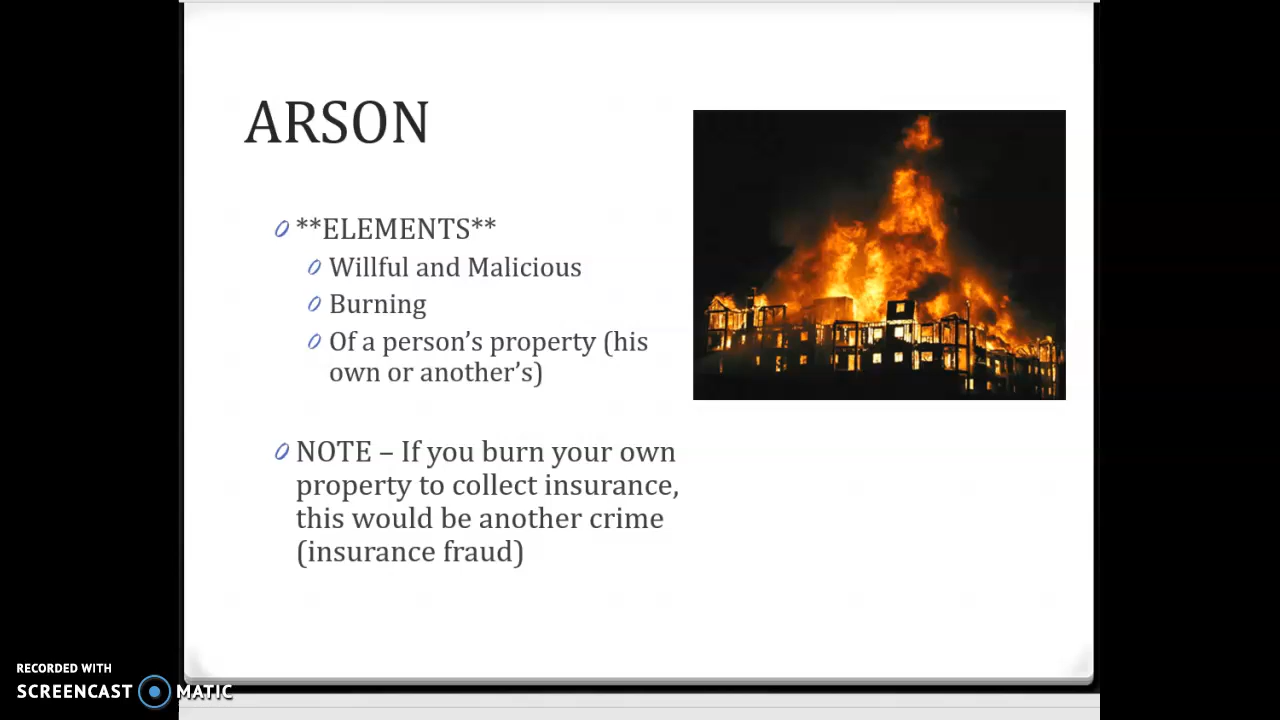 ARSON
**ELEMENTS**
Willful and Malicious
Burning
Of a person’s property (his
own or another’s)
NOTE – If you burn your own
property to collect insurance,
this would be another crime
(insurance fraud)
RECORDED WITH
SCREENCAST MATIC